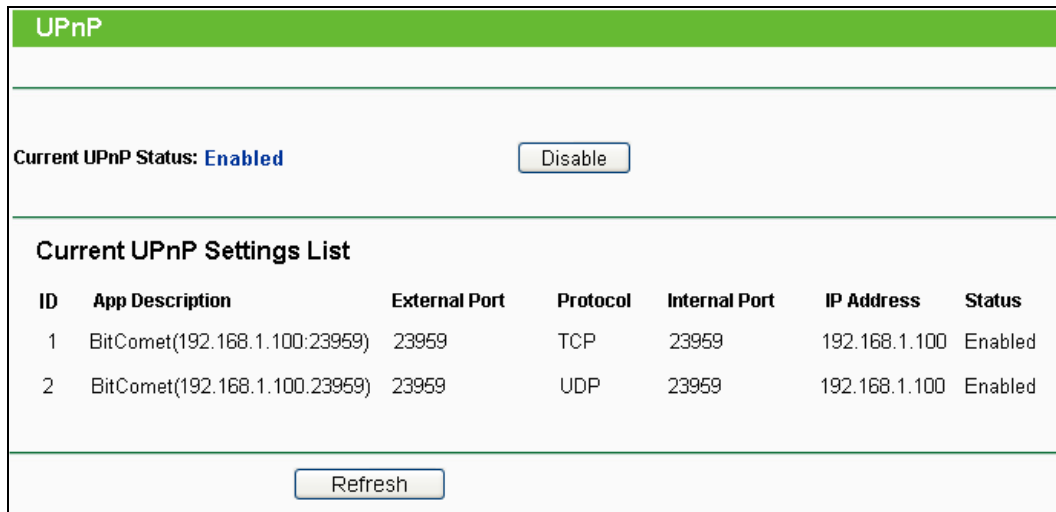 UPnP
Current UPnP Status: Enabled Disable
Current UPnP Settings List
ID App Description External Port Protocol Internal Port IP Address Status
1 BitComet(192.168.1.100:23959) 23959 TCP 23959 192.168.1.100 Enabled
2 BitComet(192.168.1.100.23959) 23959 UDP 23959 192.168.1.100 Enabled
Refresh